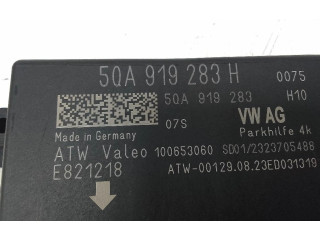 5QA 919 283 H 0075
5QA 919 283 H10
07S VW AG
Made in Germany Parkhilfe 4k
ATW Valeo 100653060 SD01/2323705488
E821218 ATW-00129.08.23ED031319